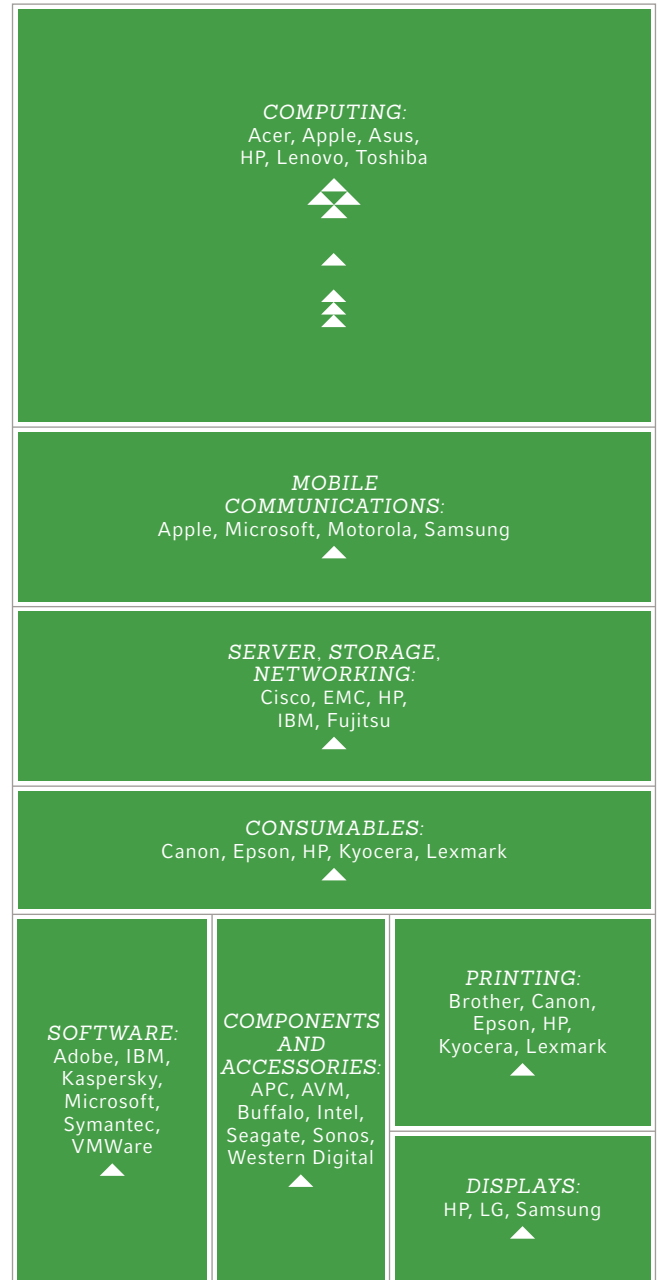 COMPUTING:
Acer, Apple, Asus,
HP, Lenovo, Toshiba
MOBILE
COMMUNICATIONS:
Apple, Microsoft, Motorola, Samsung
SERVER, STORAGE,
NETWORKING:
Cisco, EMC, HP,
IBM, Fujitsu
CONSUMABLES:
Canon, Epson, HP, Kyocera, Lexmark
SOFTWARE:
Adobe, IBM,
Kaspersky,
Microsoft,
Symantec,
VMWare
COMPONENTS
AND
ACCESSORIES:
APC, AVM,
Buffalo, Intel,
Seagate, Sonos,
Western Digital
PRINTING:
Brother, Canon,
Epson, HP,
Kyocera, Lexmark
DISPLAYS:
HP, LG, Samsung